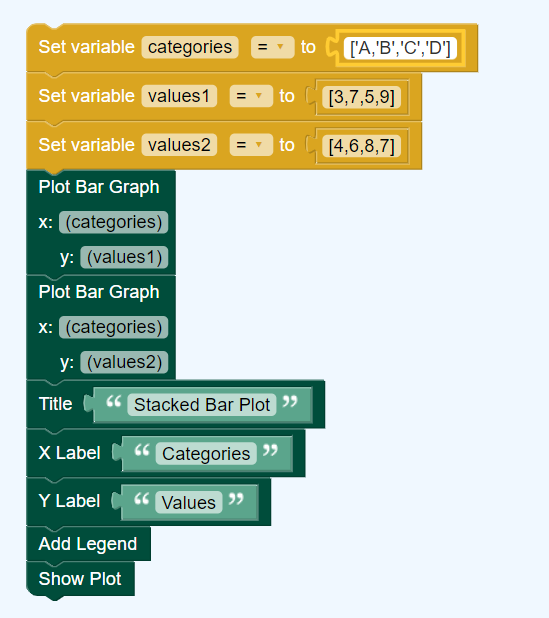 Set variable categories = to ['A,'B','C','D']
Set variable values1 = to [3,7,5,9]
Set variable values2 = to [4,6,8,7]
Plot Bar Graph
x: (categories)
y: (values1)
Plot Bar Graph
x: (categories)
y: (values2)
Title “ Stacked Bar Plot ”
X Label “ Categories ”
Y Label “ Values ”
Add Legend
Show Plot